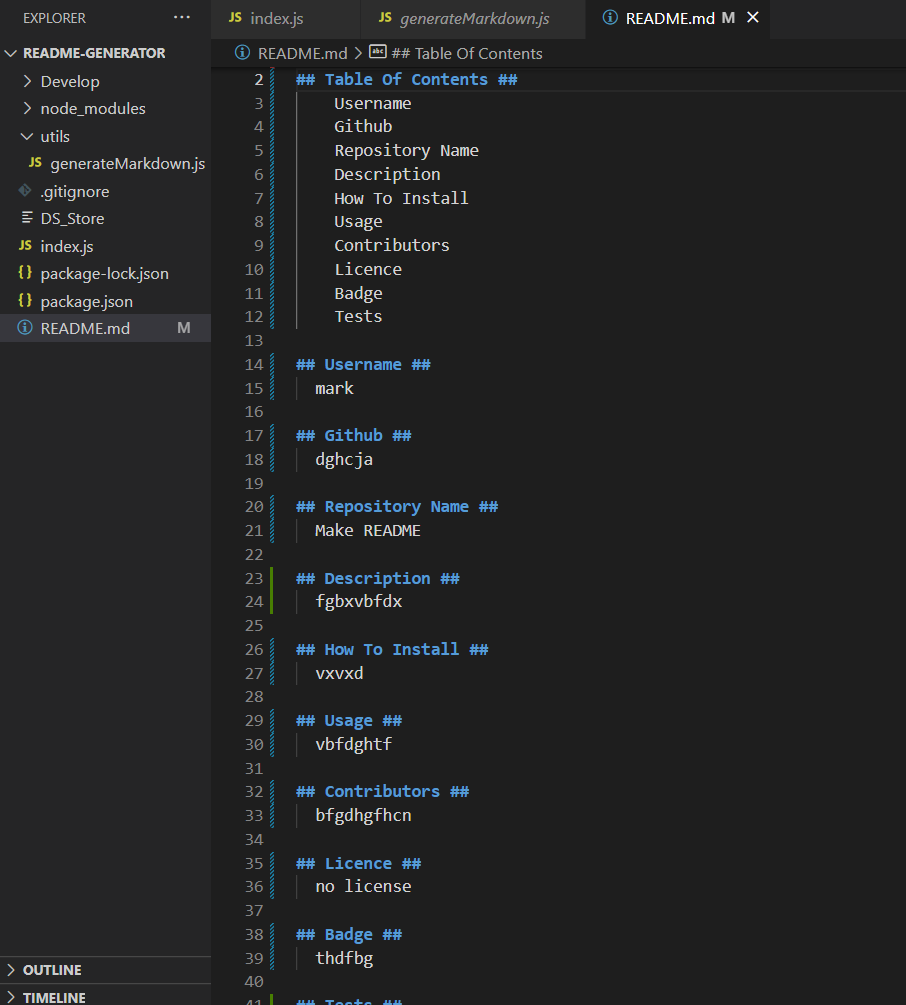 EXPLORER ...
README-GENERATOR
Develop
node_modules
utils
JS generateMarkdown.js
.gitignore
DS_Store
JS index.js
{} package-lock.json
{} package.json
README.md M
OUTLINE
TIMELINE
JS index.js
JS generateMarkdown.js
README.md M
README.md > abc ## Table Of Contents
2 ## Table Of Contents ##
3 Username
4 Github
5 Repository Name
6 Description
7 How To Install
8 Usage
9 Contributors
10 Licence
11 Badge
12 Tests
13
14 ## Username ##
15 mark
16
17 ## Github ##
18 dghcja
19
20 ## Repository Name ##
21 Make README
22
23 ## Description ##
24 fgbxvbfdx
25
26 ## How To Install ##
27 vxvxd
28
29 ## Usage ##
30 vbfdghtf
31
32 ## Contributors ##
33 bfgdhgfhcn
34
35 ## Licence ##
36 no license
37
38 ## Badge ##
39 thdfbg
40
41 ## Tests ##